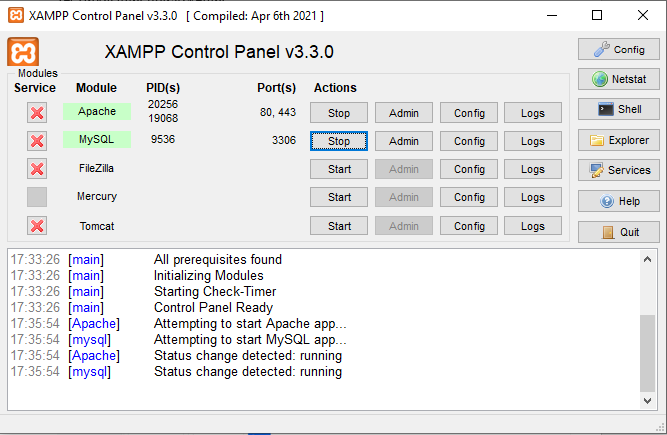 XAMPP Control Panel v3.3.0 [ Compiled: Apr 6th 2021 ]
XAMPP Control Panel v3.3.0
Config
Modules
Service Module PID(s) Port(s) Actions
Netstat
Apache 20256 19068 80, 443 Stop Admin Config Logs
Shell
MySQL 9536 3306 Stop Admin Config Logs
Explorer
FileZilla Start Admin Config Logs
Services
Mercury Start Admin Config Logs
Help
Tomcat Start Admin Config Logs
Quit
17:33:26 [main] All prerequisites found
17:33:26 [main] Initializing Modules
17:33:26 [main] Starting Check-Timer
17:33:26 [main] Control Panel Ready
17:35:54 [Apache] Attempting to start Apache app...
17:35:54 [mysql] Attempting to start MySQL app...
17:35:54 [Apache] Status change detected: running
17:35:54 [mysql] Status change detected: running